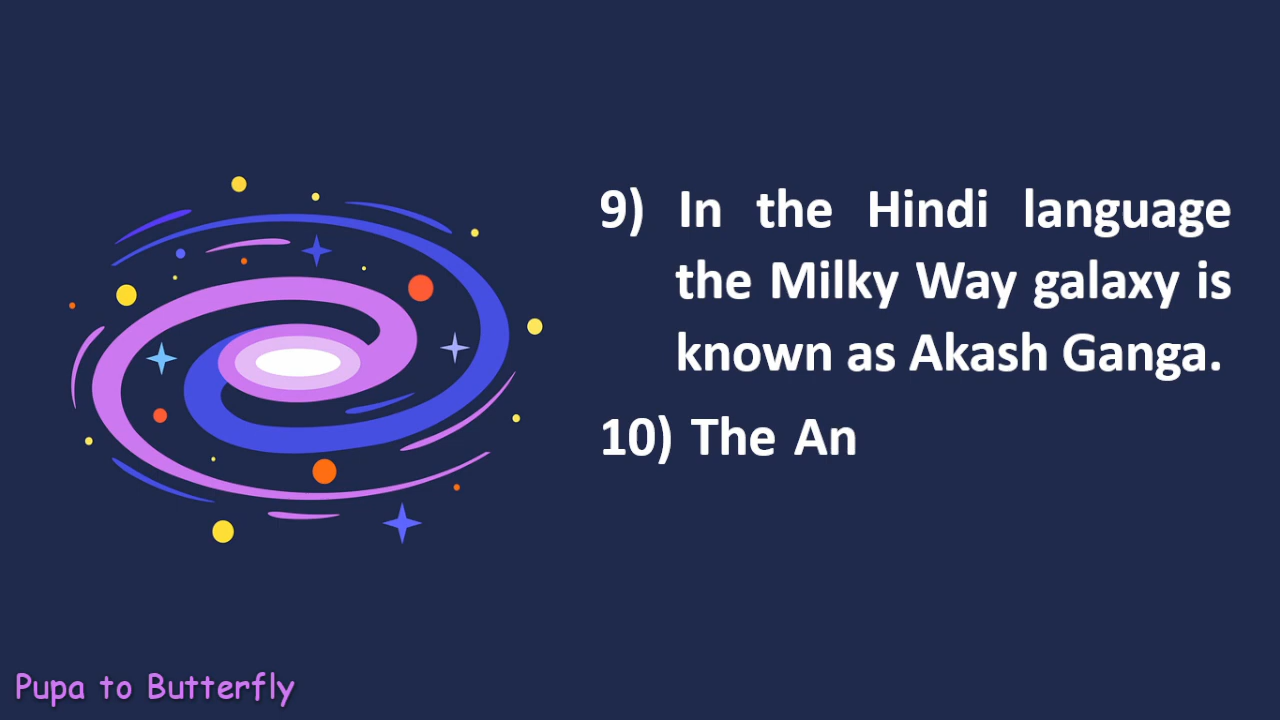 9) In the Hindi language
the Milky Way galaxy is
known as Akash Ganga.
10) The An
Pupa to Butterfly